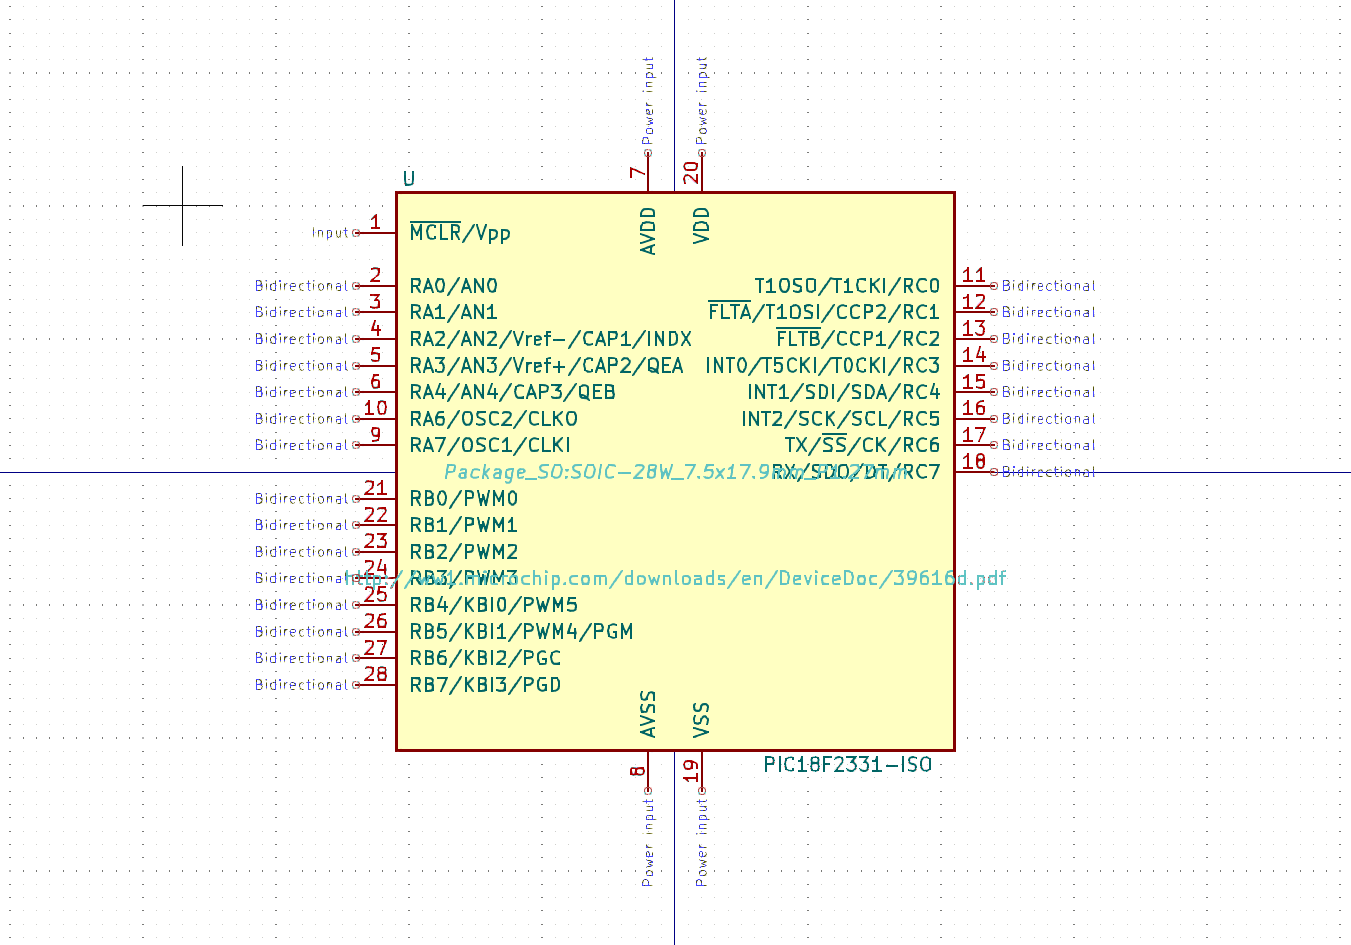 Power input
Power input
7
20
U
AVDD
VDD
Input 1 MCLR/Vpp
Bidirectional 2 RA0/AN0
T1OSO/T1CKI/RC0 11 Bidirectional
Bidirectional 3 RA1/AN1
FLTA/T1OSI/CCP2/RC1 12 Bidirectional
Bidirectional 4 RA2/AN2/Vref-/CAP1/INDX
FLTB/CCP1/RC2 13 Bidirectional
Bidirectional 5 RA3/AN3/Vref+/CAP2/QEA
INT0/T5CKI/T0CKI/RC3 14 Bidirectional
Bidirectional 6 RA4/AN4/CAP3/QEB
INT1/SDI/SDA/RC4 15 Bidirectional
Bidirectional 10 RA6/OSC2/CLKO
INT2/SCK/SCL/RC5 16 Bidirectional
Bidirectional 9 RA7/OSC1/CLKI
TX/SS/CK/RC6 17 Bidirectional
Package_SO:SOIC-28W_7.5x17.9mm_P1.27mm
RX/SDO/DT/RC7 18 Bidirectional
Bidirectional 21 RB0/PWM0
Bidirectional 22 RB1/PWM1
Bidirectional 23 RB2/PWM2
Bidirectional 24 RB3/PWM3
http://ww1.microchip.com/downloads/en/DeviceDoc/39616d.pdf
Bidirectional 25 RB4/KBI0/PWM5
Bidirectional 26 RB5/KBI1/PWM4/PGM
Bidirectional 27 RB6/KBI2/PGC
Bidirectional 28 RB7/KBI3/PGD
AVSS
VSS
8
19
PIC18F2331-ISO
Power input
Power input